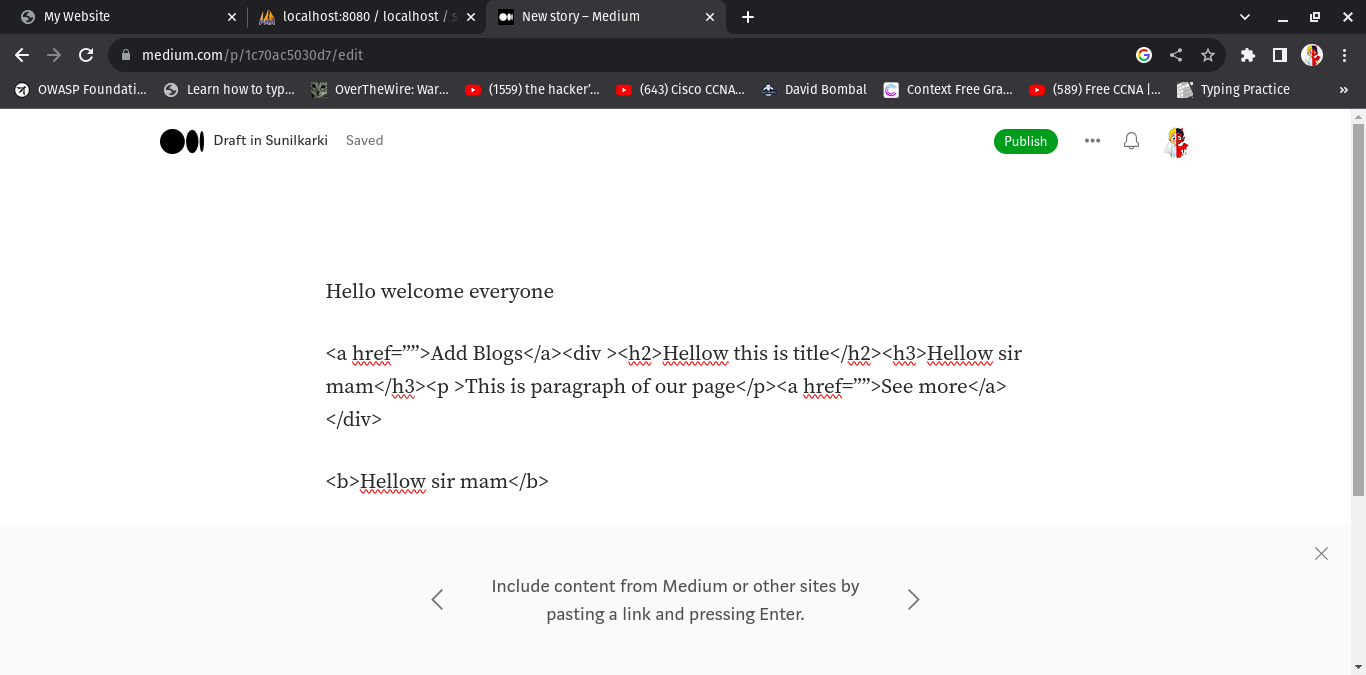 My Website
localhost:8080 / localhost / s
New story – Medium
medium.com/p/1c70ac5030d7/edit
OWASP Foundati...
Learn how to typ...
OverTheWire: War...
(1559) the hacker'...
(643) Cisco CCNA...
David Bombal
Context Free Gra...
(589) Free CCNA |...
Typing Practice
»
Draft in Sunilkarki
Saved
Publish
Hello welcome everyone
<a href=””>Add Blogs</a><div ><h2>Hellow this is title</h2><h3>Hellow sir
mam</h3><p >This is paragraph of our page</p><a href=””>See more</a>
</div>
<b>Hellow sir mam</b>
Include content from Medium or other sites by
pasting a link and pressing Enter.